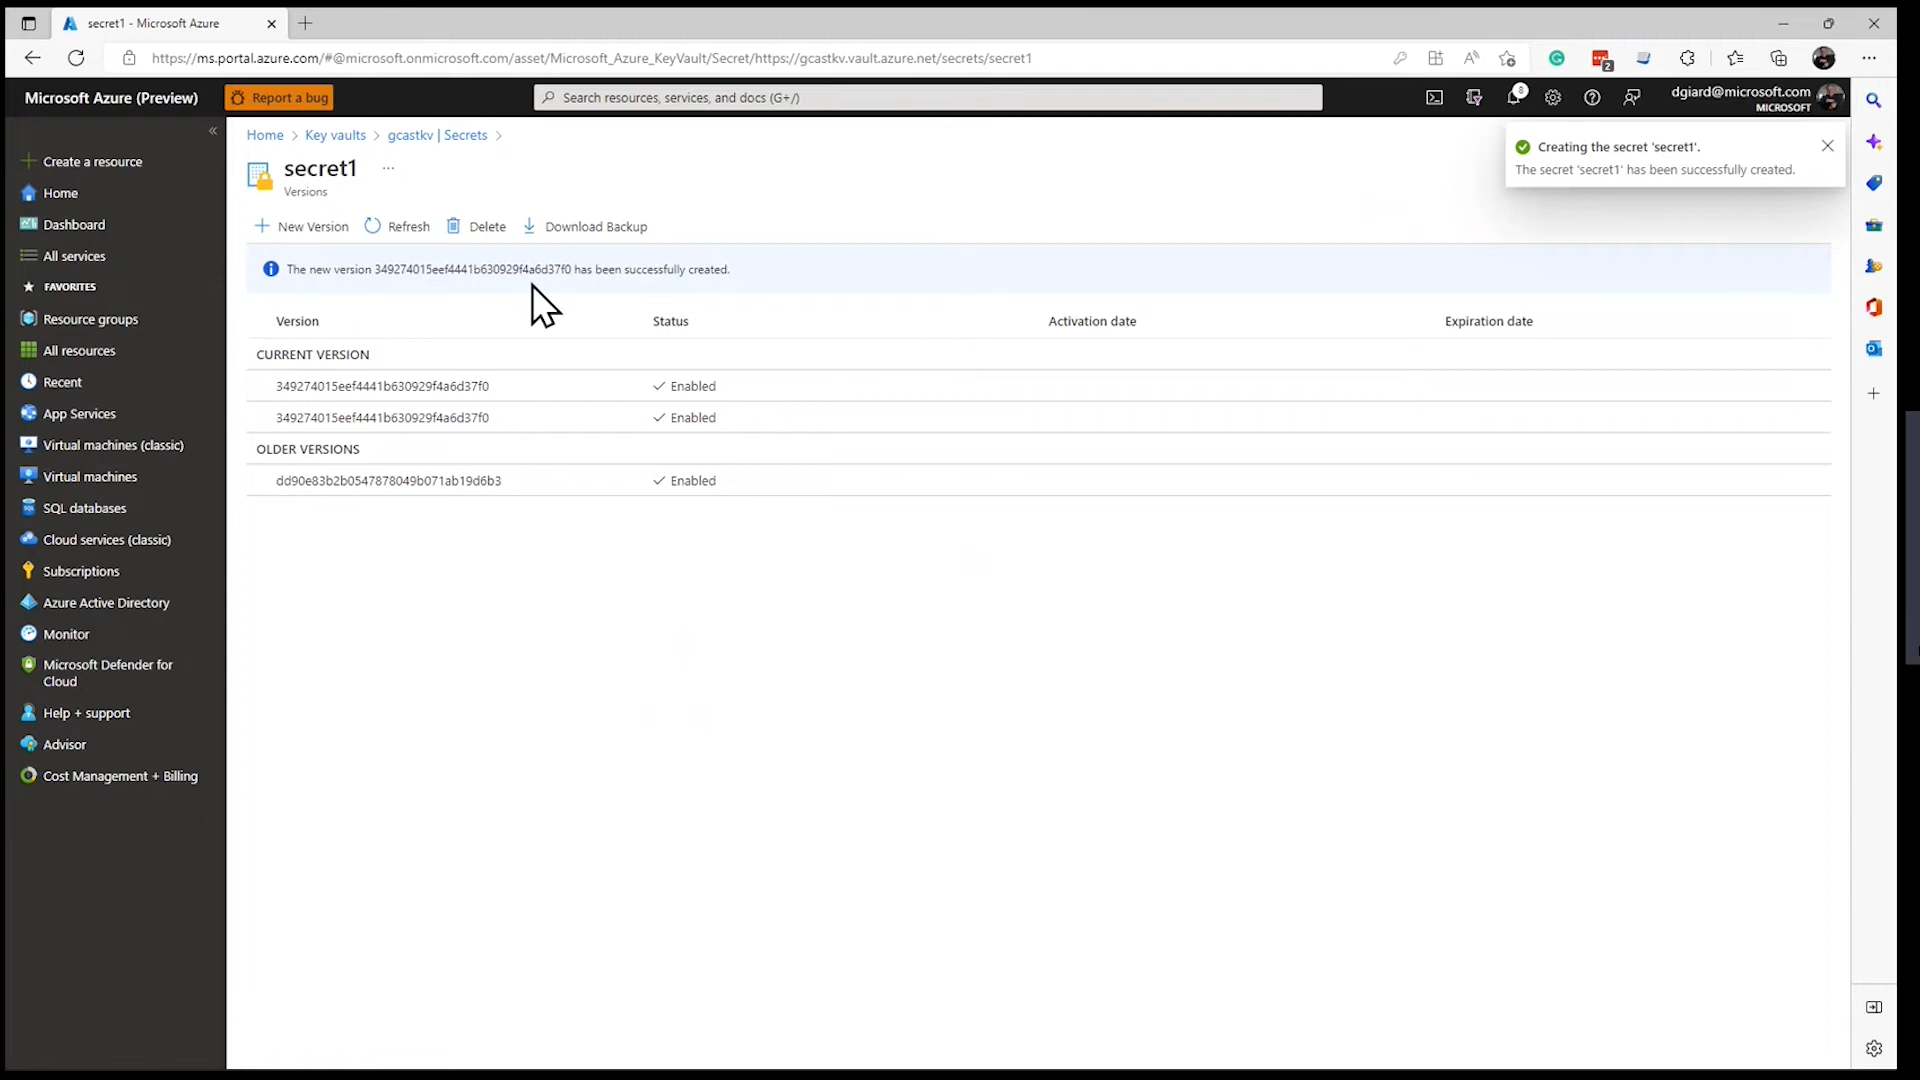 secret1 - Microsoft Azure
https://ms.portal.azure.com/#@microsoft.onmicrosoft.com/asset/Microsoft_Azure_KeyVault/Secret/https://gcastkv.vault.azure.net/secrets/secret1
2
Microsoft Azure (Preview)
Report a bug
Search resources, services, and docs (G+/)
8
dgiard@microsoft.com
MICROSOFT
Create a resource
Home
Dashboard
All services
FAVORITES
Resource groups
All resources
Recent
App Services
Virtual machines (classic)
Virtual machines
SQL databases
Cloud services (classic)
Subscriptions
Azure Active Directory
Monitor
Microsoft Defender for
Cloud
Help + support
Advisor
Cost Management + Billing
Home > Key vaults > gcastkv | Secrets >
secret1
Versions
New Version Refresh Delete Download Backup
The new version 349274015eef4441b630929f4a6d37f0 has been successfully created.
Version Status Activation date Expiration date
CURRENT VERSION
349274015eef4441b630929f4a6d37f0 Enabled
349274015eef4441b630929f4a6d37f0 Enabled
OLDER VERSIONS
dd90e83b2b0547878049b071ab19d6b3 Enabled
Creating the secret 'secret1'.
The secret 'secret1' has been successfully created.